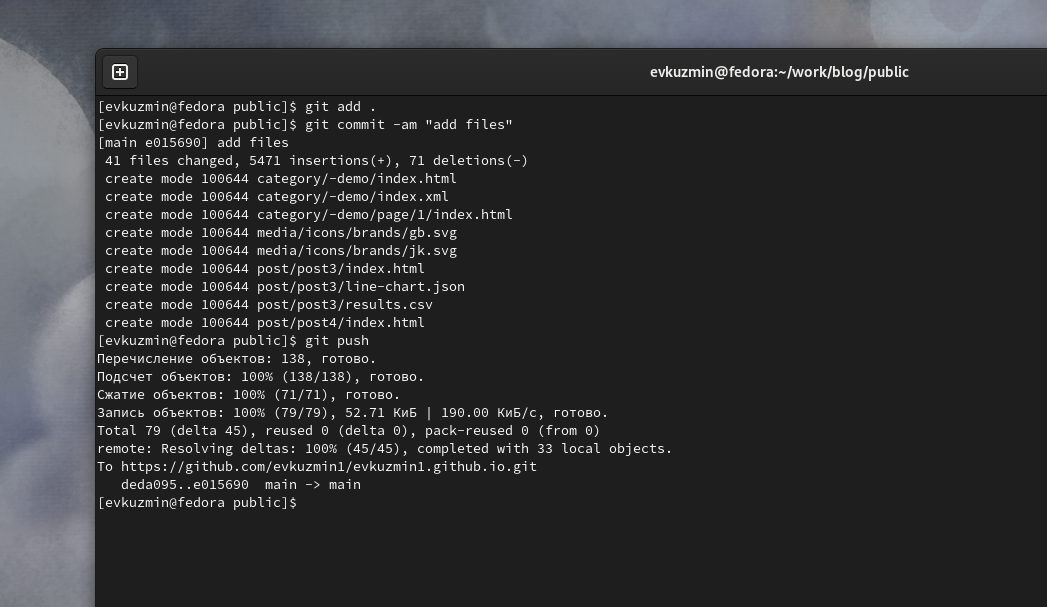 evkuzmin@fedora:~/work/blog/public
[evkuzmin@fedora public]$ git add .
[evkuzmin@fedora public]$ git commit -am "add files"
[main e015690] add files
 41 files changed, 5471 insertions(+), 71 deletions(-)
 create mode 100644 category/-demo/index.html
 create mode 100644 category/-demo/index.xml
 create mode 100644 category/-demo/page/1/index.html
 create mode 100644 media/icons/brands/gb.svg
 create mode 100644 media/icons/brands/jk.svg
 create mode 100644 post/post3/index.html
 create mode 100644 post/post3/line-chart.json
 create mode 100644 post/post3/results.csv
 create mode 100644 post/post4/index.html
[evkuzmin@fedora public]$ git push
Перечисление объектов: 138, готово.
Подсчет объектов: 100% (138/138), готово.
Сжатие объектов: 100% (71/71), готово.
Запись объектов: 100% (79/79), 52.71 КиБ | 190.00 КиБ/с, готово.
Total 79 (delta 45), reused 0 (delta 0), pack-reused 0 (from 0)
remote: Resolving deltas: 100% (45/45), completed with 33 local objects.
To https://github.com/evkuzmin1/evkuzmin1.github.io.git
   deda095..e015690  main -> main
[evkuzmin@fedora public]$